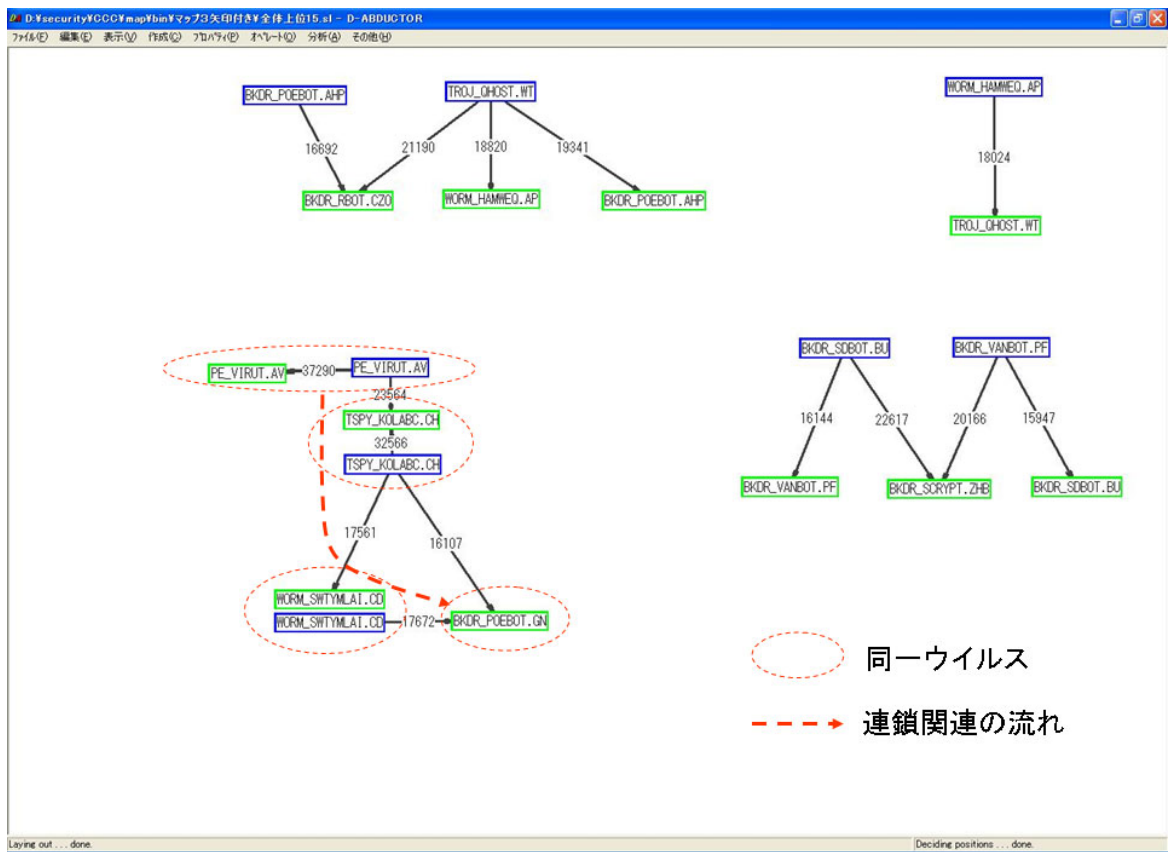 D:¥security¥CCC¥map¥bin¥マップ3矢印付き¥全体上位15.sl - D-ABDUCTOR
ファイル(F) 編集(E) 表示(V) 作成(C) プロパティ(P) オペレート(O) 分析(A) その他(H)
BKDR_POEBOT.AHP
TROJ_QHOST.WT
WORM_HAMWEQ.AP
16692
21190
18820
19341
18024
BKDR_RBOT.CZO
WORM_HAMWEQ.AP
BKDR_POEBOT.AHP
TROJ_QHOST.WT
PE_VIRUT.AV
37290
PE_VIRUT.AV
BKDR_SDBOT.BU
BKDR_VANBOT.PF
23564
TSPY_KOLABC.CH
32566
TSPY_KOLABC.CH
16144
22617
20166
15947
BKDR_VANBOT.PF
BKDR_SCRYPT.ZHB
BKDR_SDBOT.BU
17561
16107
WORM_SWTYMLAI.CD
WORM_SWTYMLAI.CD
17672
BKDR_POEBOT.GN
同一ウイルス
連鎖関連の流れ
Laying out ... done.
Deciding positions ... done.